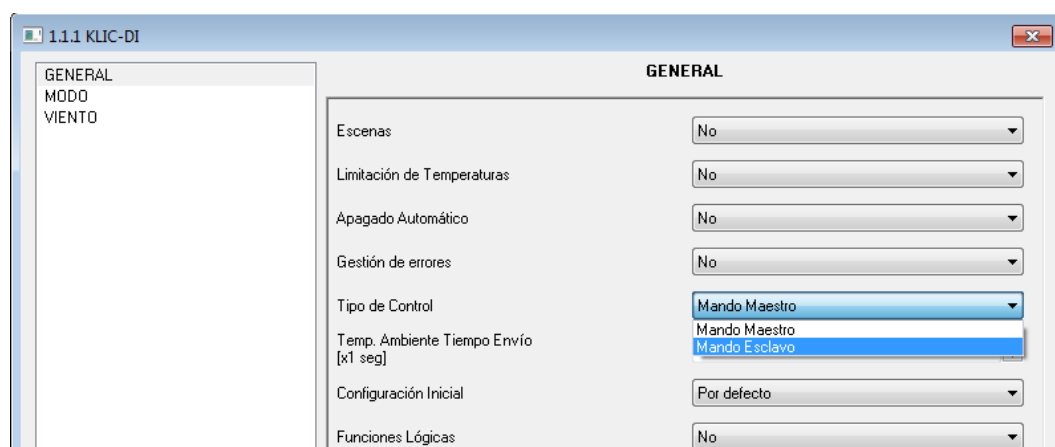 1.1.1 KLIC-DI
GENERAL
MODO
VIENTO
GENERAL
Escenas
No
Limitación de Temperaturas
No
Apagado Automático
No
Gestión de errores
No
Tipo de Control
Mando Maestro
Mando Maestro
Mando Esclavo
Temp. Ambiente Tiempo Envío
[x1 seg]
Configuración Inicial
Por defecto
Funciones Lógicas
No